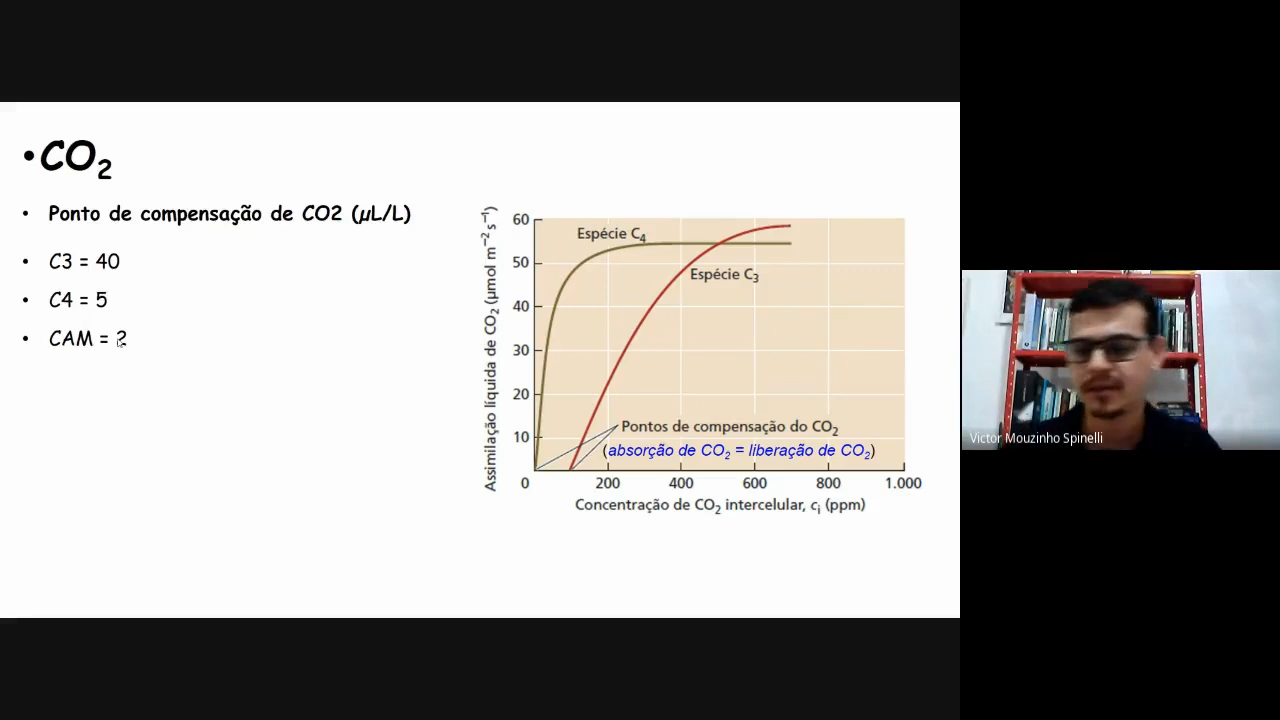 •CO2
• Ponto de compensação de CO2 (µL/L)
• C3 = 40
• C4 = 5
• CAM = ?
Assimilação líquida de CO2 (µmol m−2 s−1)
60
50
40
30
20
10
Espécie C4
Espécie C3
Pontos de compensação do CO2
(absorção de CO2 = liberação de CO2)
0 200 400 600 800 1.000
Concentração de CO2 intercelular, ci (ppm)
Victor Mouzinho Spinelli